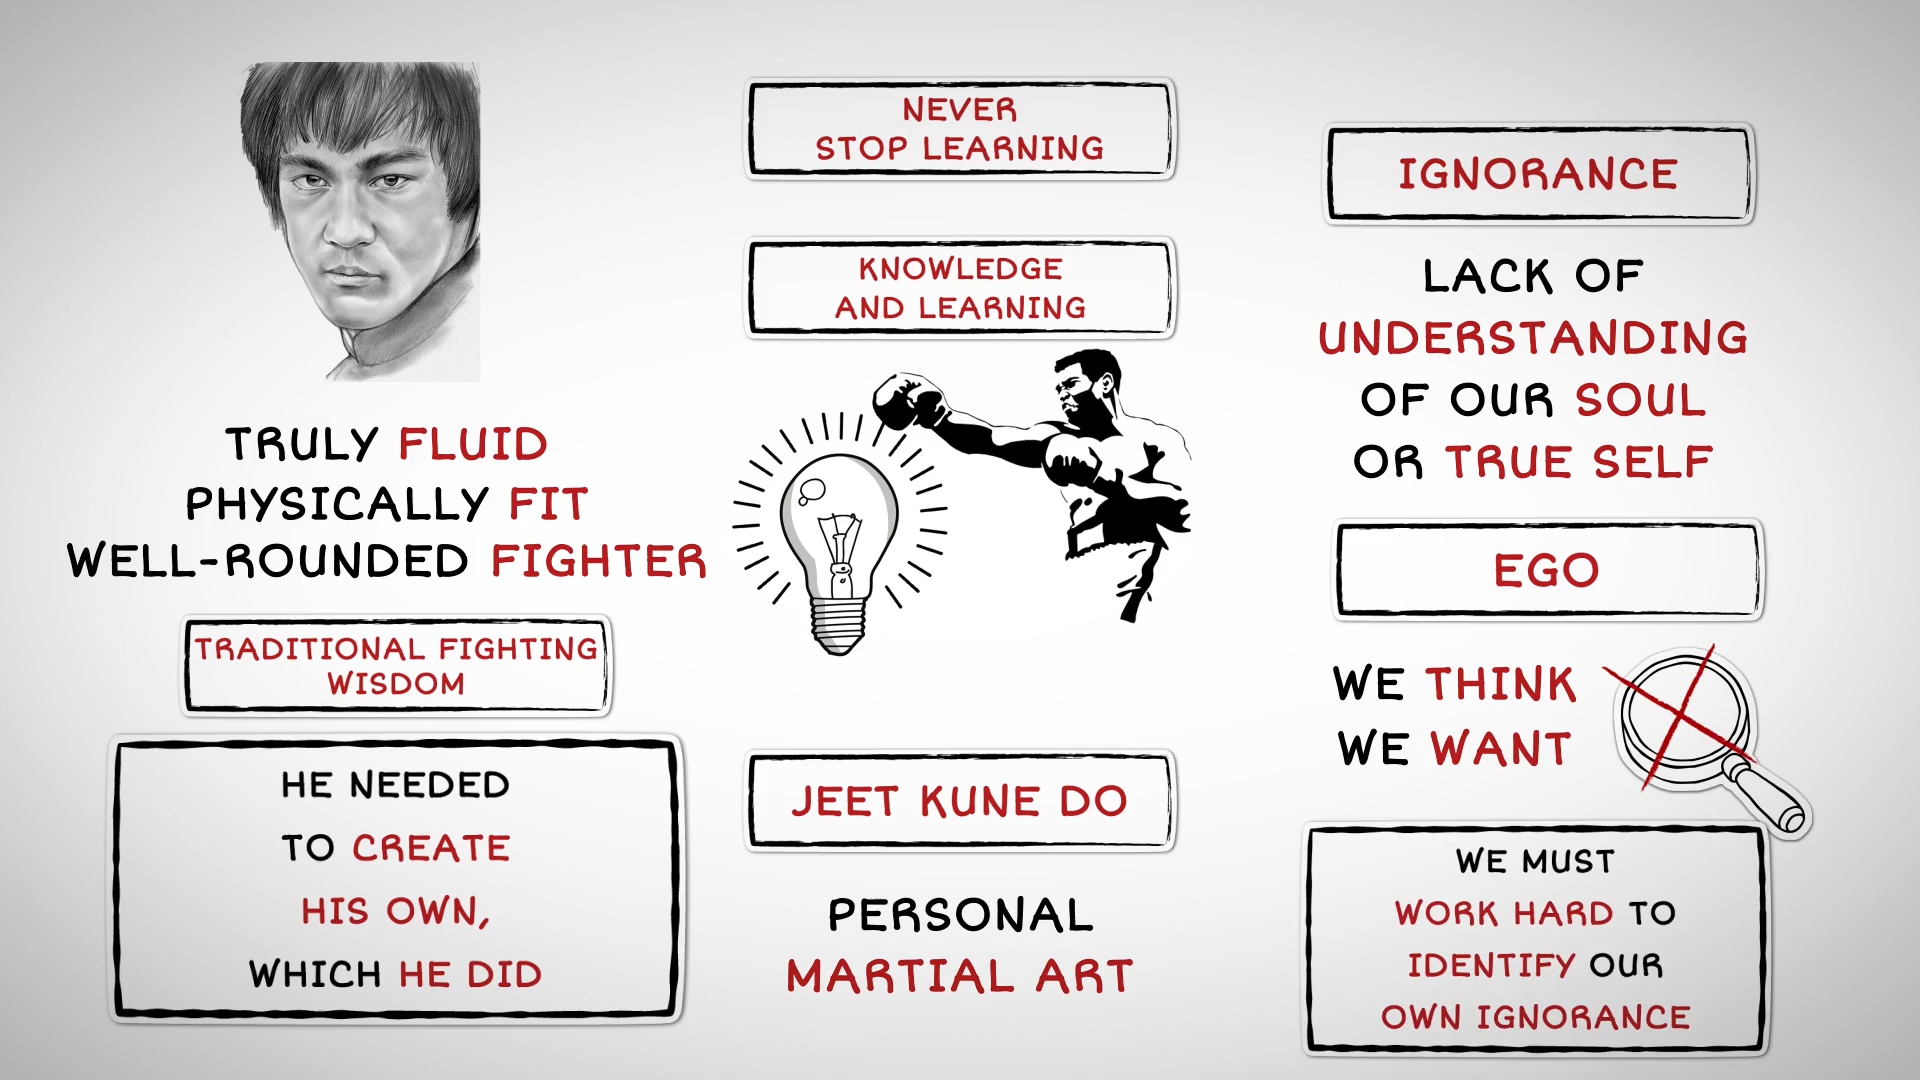 TRULY FLUID
PHYSICALLY FIT
WELL-ROUNDED FIGHTER
TRADITIONAL FIGHTING
WISDOM
HE NEEDED
TO CREATE
HIS OWN,
WHICH HE DID
NEVER
STOP LEARNING
KNOWLEDGE
AND LEARNING
JEET KUNE DO
PERSONAL
MARTIAL ART
IGNORANCE
LACK OF
UNDERSTANDING
OF OUR SOUL
OR TRUE SELF
EGO
WE THINK
WE WANT
WE MUST
WORK HARD TO
IDENTIFY OUR
OWN IGNORANCE